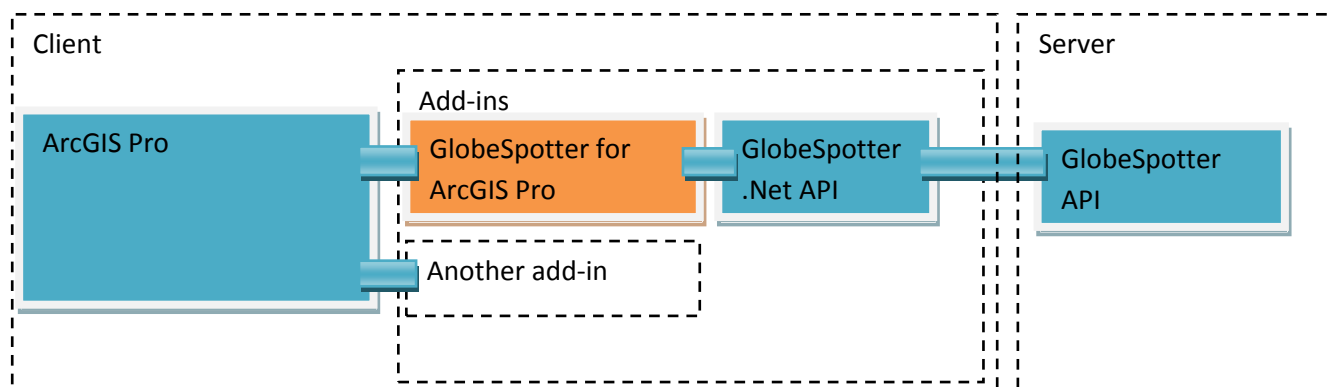 Client
Server
Add-ins
ArcGIS Pro
GlobeSpotter for
ArcGIS Pro
GlobeSpotter
.Net API
GlobeSpotter
API
Another add-in